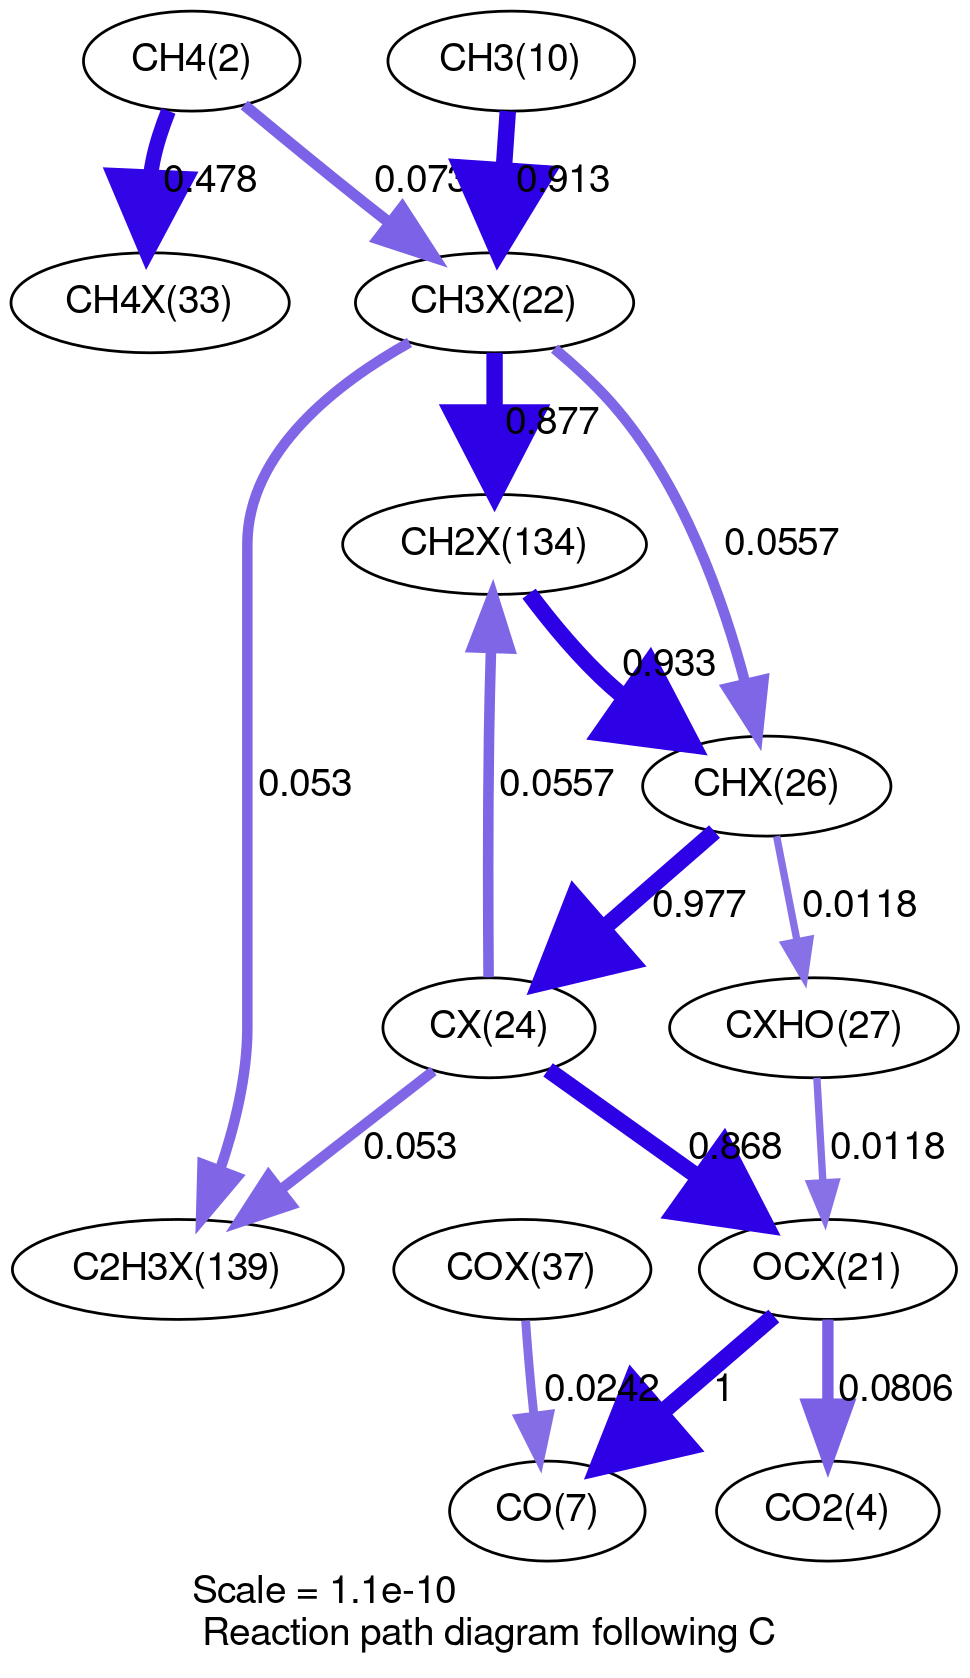 CH4(2)
CH3(10)
0.478
0.073
0.913
CH4X(33)
CH3X(22)
0.877
CH2X(134)
0.0557
0.933
0.053
0.0557
CHX(26)
0.977
0.0118
CX(24)
CXHO(27)
0.053
0.868
0.0118
C2H3X(139)
COX(37)
OCX(21)
0.0242
1
0.0806
CO(7)
CO2(4)
Scale = 1.1e-10
Reaction path diagram following C